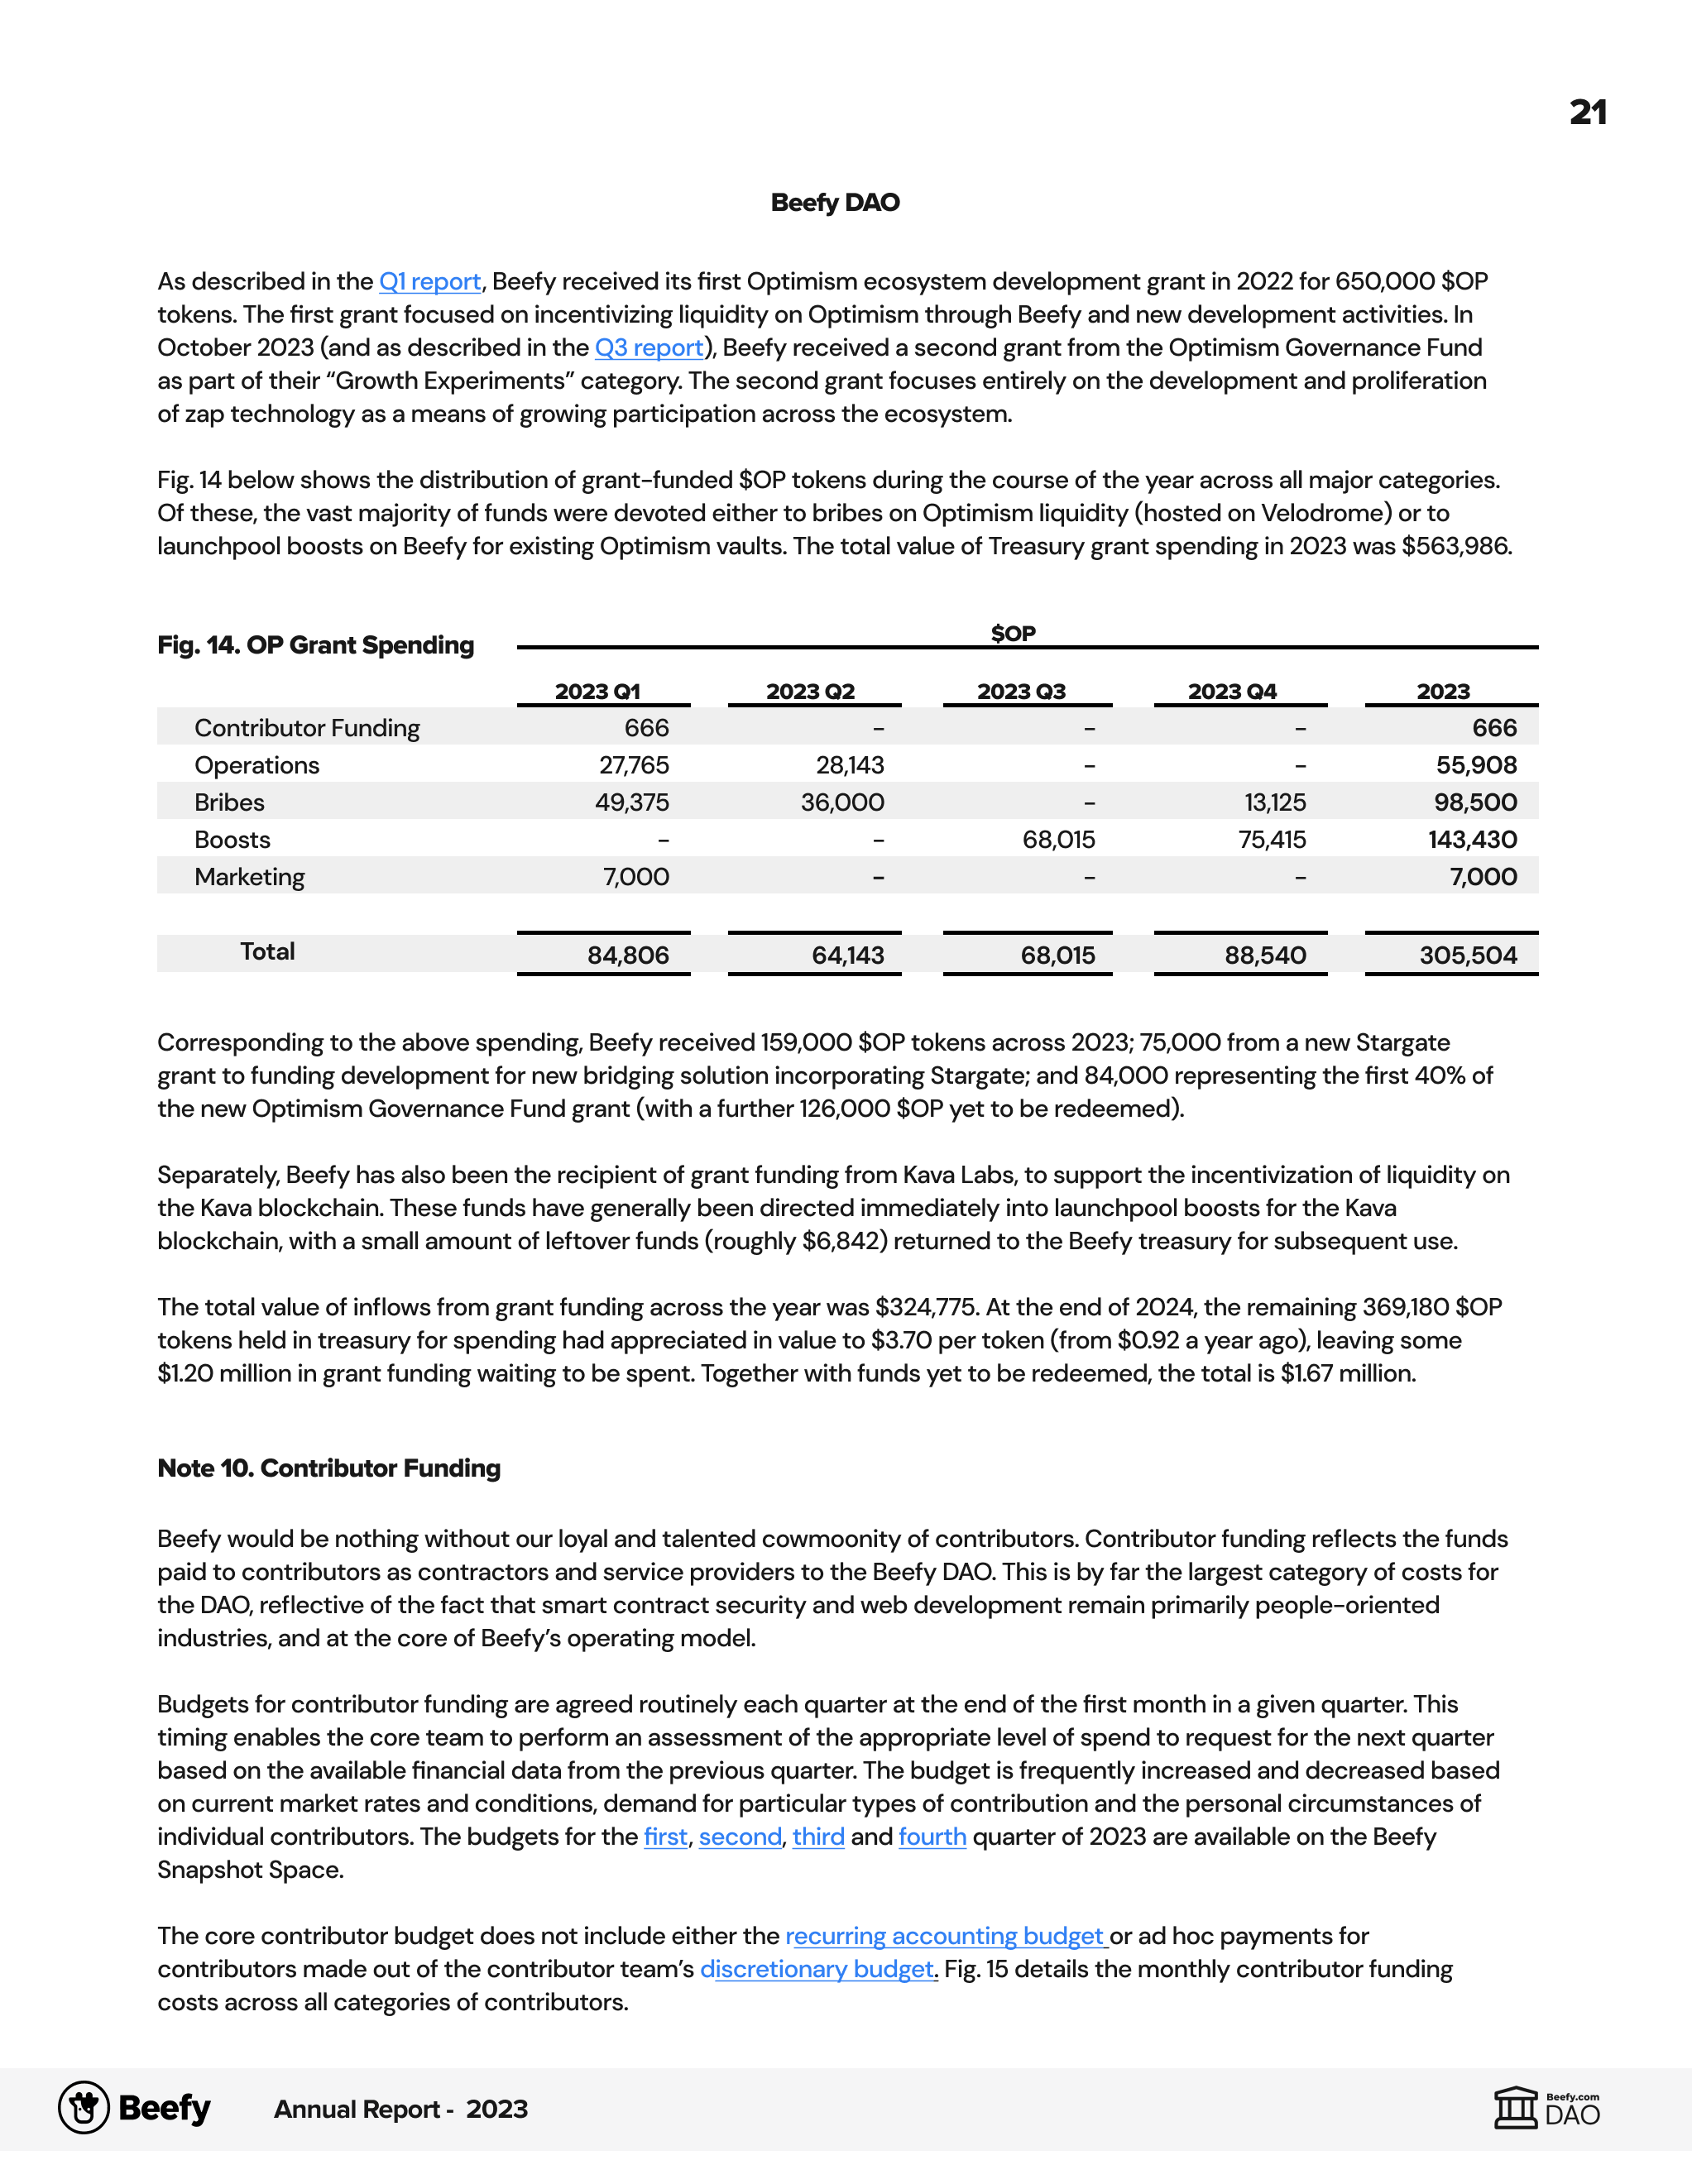 21
Beefy DAO
As described in the Q1 report, Beefy received its first Optimism ecosystem development grant in 2022 for 650,000 $OP
tokens. The first grant focused on incentivizing liquidity on Optimism through Beefy and new development activities. In
October 2023 (and as described in the Q3 report), Beefy received a second grant from the Optimism Governance Fund
as part of their “Growth Experiments” category. The second grant focuses entirely on the development and proliferation
of zap technology as a means of growing participation across the ecosystem.
Fig. 14 below shows the distribution of grant-funded $OP tokens during the course of the year across all major categories.
Of these, the vast majority of funds were devoted either to bribes on Optimism liquidity (hosted on Velodrome) or to
launchpool boosts on Beefy for existing Optimism vaults. The total value of Treasury grant spending in 2023 was $563,986.
Fig. 14. OP Grant Spending $OP
2023 Q1 2023 Q2 2023 Q3 2023 Q4 2023
Contributor Funding 666 – – – 666
Operations 27,765 28,143 – – 55,908
Bribes 49,375 36,000 – 13,125 98,500
Boosts – – 68,015 75,415 143,430
Marketing 7,000 – – – 7,000
Total 84,806 64,143 68,015 88,540 305,504
Corresponding to the above spending, Beefy received 159,000 $OP tokens across 2023; 75,000 from a new Stargate
grant to funding development for new bridging solution incorporating Stargate; and 84,000 representing the first 40% of
the new Optimism Governance Fund grant (with a further 126,000 $OP yet to be redeemed).
Separately, Beefy has also been the recipient of grant funding from Kava Labs, to support the incentivization of liquidity on
the Kava blockchain. These funds have generally been directed immediately into launchpool boosts for the Kava
blockchain, with a small amount of leftover funds (roughly $6,842) returned to the Beefy treasury for subsequent use.
The total value of inflows from grant funding across the year was $324,775. At the end of 2024, the remaining 369,180 $OP
tokens held in treasury for spending had appreciated in value to $3.70 per token (from $0.92 a year ago), leaving some
$1.20 million in grant funding waiting to be spent. Together with funds yet to be redeemed, the total is $1.67 million.
Note 10. Contributor Funding
Beefy would be nothing without our loyal and talented cowmoonity of contributors. Contributor funding reflects the funds
paid to contributors as contractors and service providers to the Beefy DAO. This is by far the largest category of costs for
the DAO, reflective of the fact that smart contract security and web development remain primarily people-oriented
industries, and at the core of Beefy’s operating model.
Budgets for contributor funding are agreed routinely each quarter at the end of the first month in a given quarter. This
timing enables the core team to perform an assessment of the appropriate level of spend to request for the next quarter
based on the available financial data from the previous quarter. The budget is frequently increased and decreased based
on current market rates and conditions, demand for particular types of contribution and the personal circumstances of
individual contributors. The budgets for the first, second, third and fourth quarter of 2023 are available on the Beefy
Snapshot Space.
The core contributor budget does not include either the recurring accounting budget or ad hoc payments for
contributors made out of the contributor team’s discretionary budget. Fig. 15 details the monthly contributor funding
costs across all categories of contributors.
Beefy Annual Report - 2023
Beefy.com
DAO